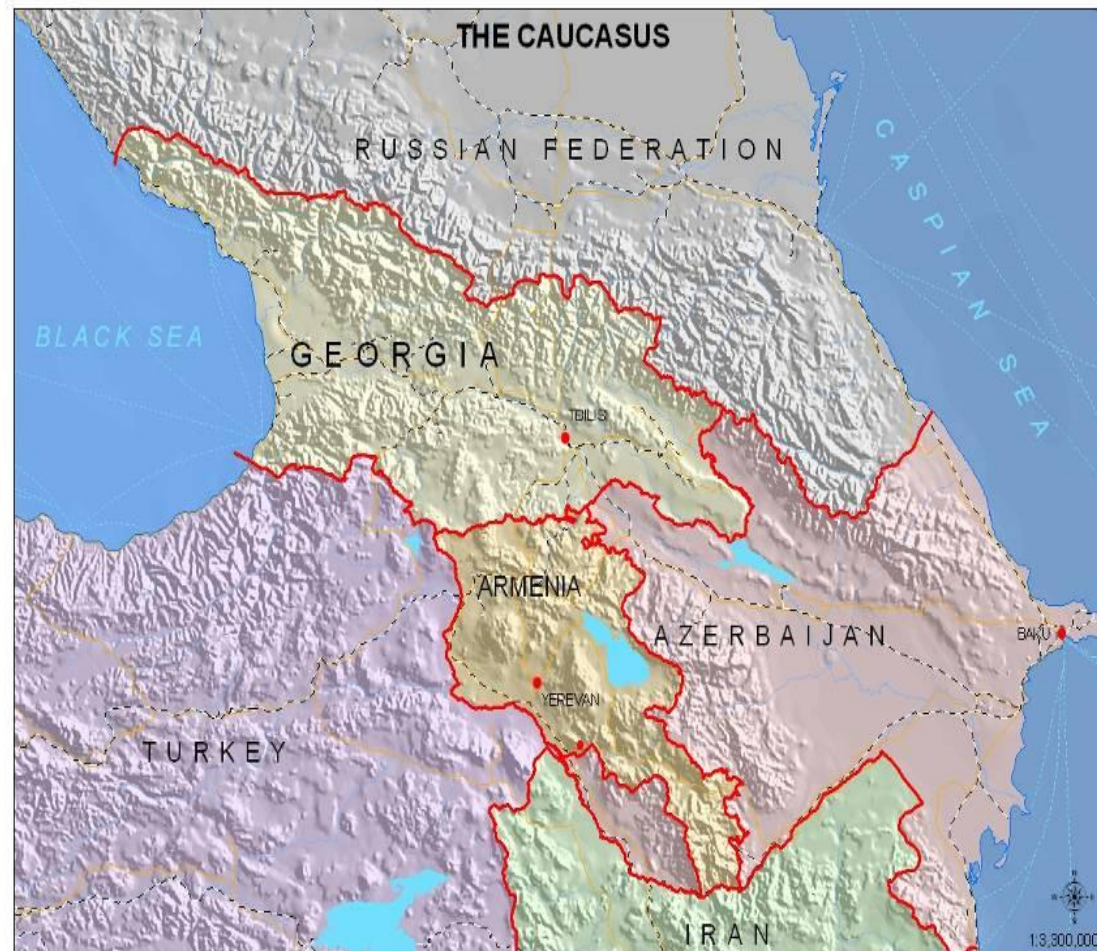 THE CAUCASUS
RUSSIAN FEDERATION
CASPIAN SEA
BLACK SEA
GEORGIA
TBILISI
ARMENIA
AZERBAIJAN
BAKU
YEREVAN
TURKEY
IRAN
1:3,300,000